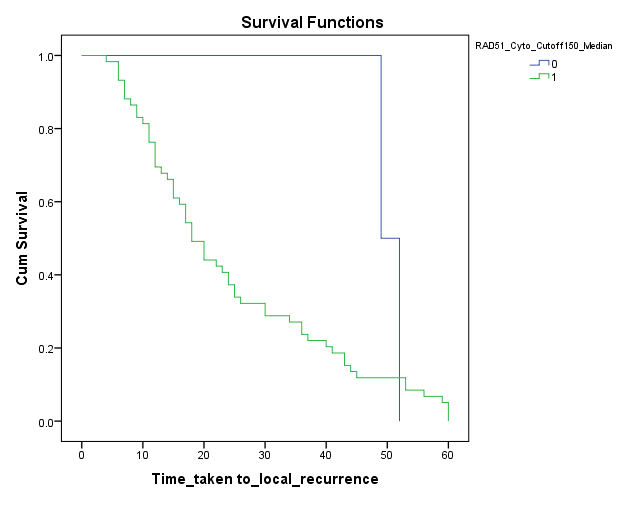 Survival Functions
RAD51_Cyto_Cutoff150_Median
0
1
Cum Survival
1.0
0.8
0.6
0.4
0.2
0.0
0 10 20 30 40 50 60
Time_taken to_local_recurrence